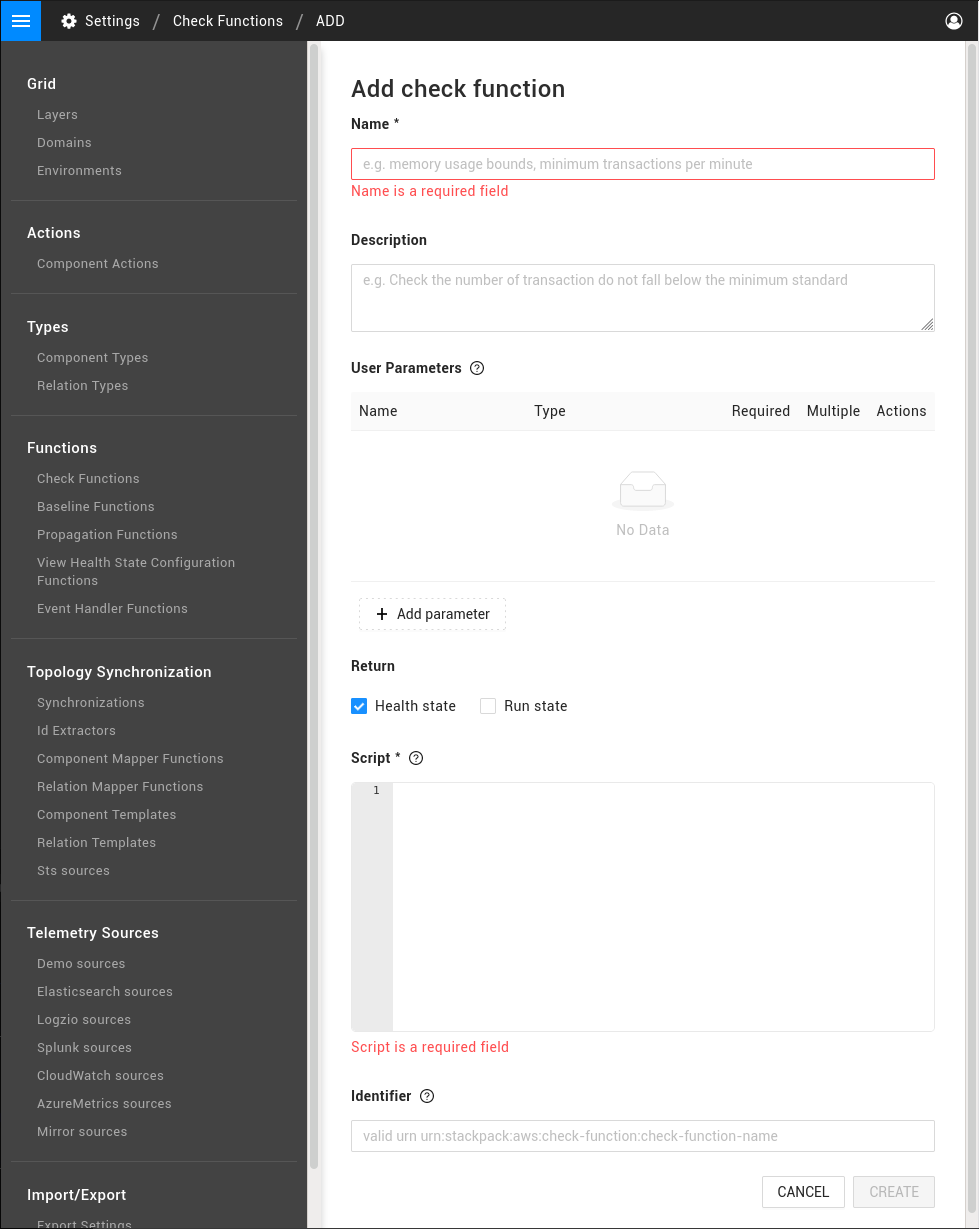 Settings / Check Functions / ADD
Grid
Layers
Domains
Environments
Actions
Component Actions
Types
Component Types
Relation Types
Functions
Check Functions
Baseline Functions
Propagation Functions
View Health State Configuration
Functions
Event Handler Functions
Topology Synchronization
Synchronizations
Id Extractors
Component Mapper Functions
Relation Mapper Functions
Component Templates
Relation Templates
Sts sources
Telemetry Sources
Demo sources
Elasticsearch sources
Logzio sources
Splunk sources
CloudWatch sources
AzureMetrics sources
Mirror sources
Import/Export
Export Settings
Add check function
Name *
e.g. memory usage bounds, minimum transactions per minute
Name is a required field
Description
e.g. Check the number of transaction do not fall below the minimum standard
User Parameters ?
Name Type Required Multiple Actions
No Data
+ Add parameter
Return
Health state Run state
Script * ?
1
Script is a required field
Identifier ?
valid urn urn:stackpack:aws:check-function:check-function-name
CANCEL CREATE